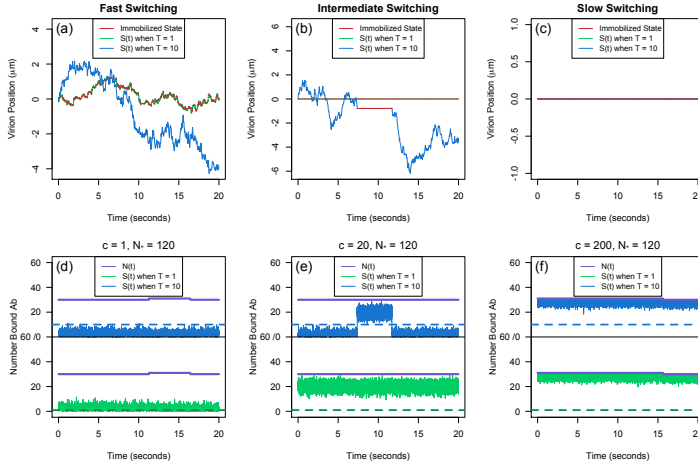 Fast Switching
Intermediate Switching
Slow Switching
(a)
Immobilized State
S(t) when T = 1
S(t) when T = 10
Virion Position (μm)
4
2
0
-2
-4
0 5 10 15 20
Time (seconds)
(b)
Immobilized State
S(t) when T = 1
S(t) when T = 10
Virion Position (μm)
4
2
0
-2
-4
-6
0 5 10 15 20
Time (seconds)
(c)
Immobilized State
S(t) when T = 1
S(t) when T = 10
Virion Position (μm)
1.0
0.5
0.0
-0.5
-1.0
0 5 10 15 20
Time (seconds)
c = 1, N* = 120
(d)
N(t)
S(t) when T = 1
S(t) when T = 10
Number Bound Ab
60
40
20
60 /0
40
20
0
0 5 10 15 20
Time (seconds)
c = 20, N* = 120
(e)
N(t)
S(t) when T = 1
S(t) when T = 10
Number Bound Ab
60
40
20
60 /0
40
20
0
0 5 10 15 20
Time (seconds)
c = 200, N* = 120
(f)
N(t)
S(t) when T = 1
S(t) when T = 10
Number Bound Ab
60
40
20
60 /0
40
20
0
0 5 10 15 20
Time (seconds)